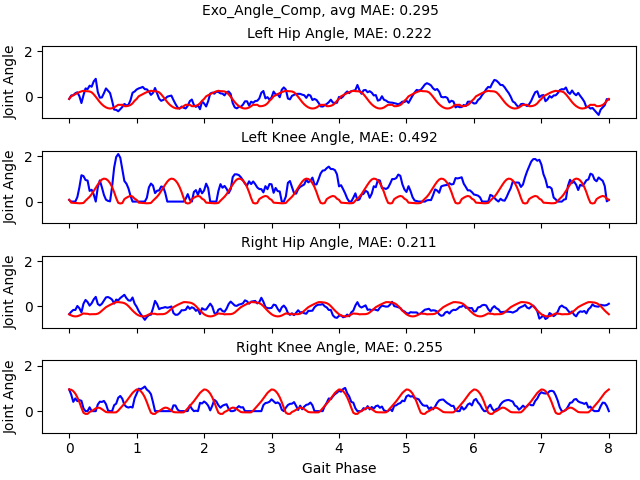 Exo_Angle_Comp, avg MAE: 0.295
Left Hip Angle, MAE: 0.222
Joint Angle
2
0
Left Knee Angle, MAE: 0.492
Joint Angle
2
0
Right Hip Angle, MAE: 0.211
Joint Angle
2
0
Right Knee Angle, MAE: 0.255
Joint Angle
2
0
0 1 2 3 4 5 6 7 8
Gait Phase